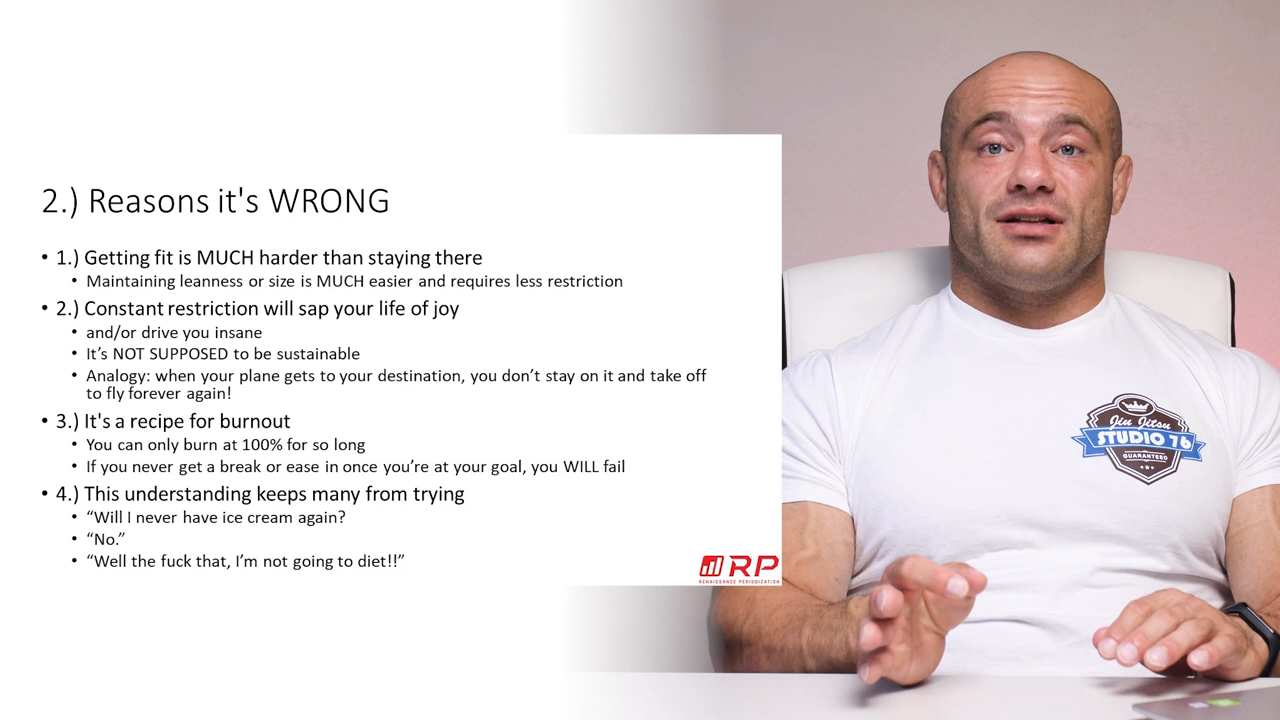 2.) Reasons it's WRONG
• 1.) Getting fit is MUCH harder than staying there
• Maintaining leanness or size is MUCH easier and requires less restriction
• 2.) Constant restriction will sap your life of joy
• and/or drive you insane
• It’s NOT SUPPOSED to be sustainable
• Analogy: when your plane gets to your destination, you don’t stay on it and take off
to fly forever again!
• 3.) It's a recipe for burnout
• You can only burn at 100% for so long
• If you never get a break or ease in once you’re at your goal, you WILL fail
• 4.) This understanding keeps many from trying
• “Will I never have ice cream again?
• “No.”
• “Well the fuck that, I’m not going to diet!!”
RP
RENAISSANCE PERIODIZATION
Jiu Jitsu
STUDIO 76
GUARANTEED